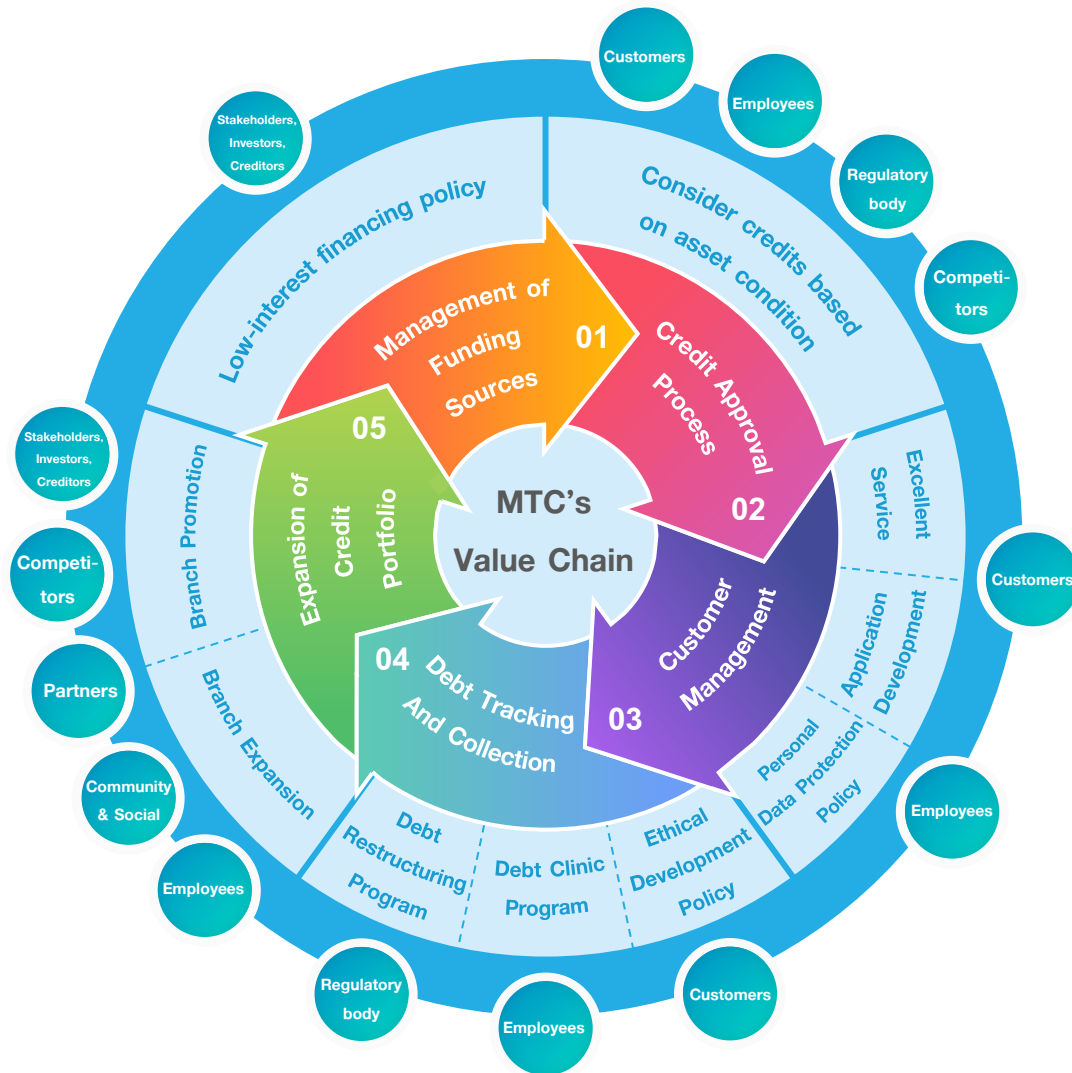 MTC's
Value Chain
01
Management of
Funding
Sources
Low-interest financing policy
Stakeholders,
Investors,
Creditors
02
Credit Approval
Process
Consider credits based
on asset condition
Customers
Employees
Regulatory
body
Competi-
tors
03
Customer
Management
Excellent
Service
Application
Development
Personal
Data Protection
Policy
Customers
Employees
04
Debt Tracking
And Collection
Ethical
Development
Policy
Debt Clinic
Program
Debt
Restructuring
Program
Customers
Employees
Regulatory
body
05
Expansion of
Credit
Portfolio
Branch Expansion
Branch Promotion
Employees
Community
& Social
Partners
Competi-
tors
Stakeholders,
Investors,
Creditors